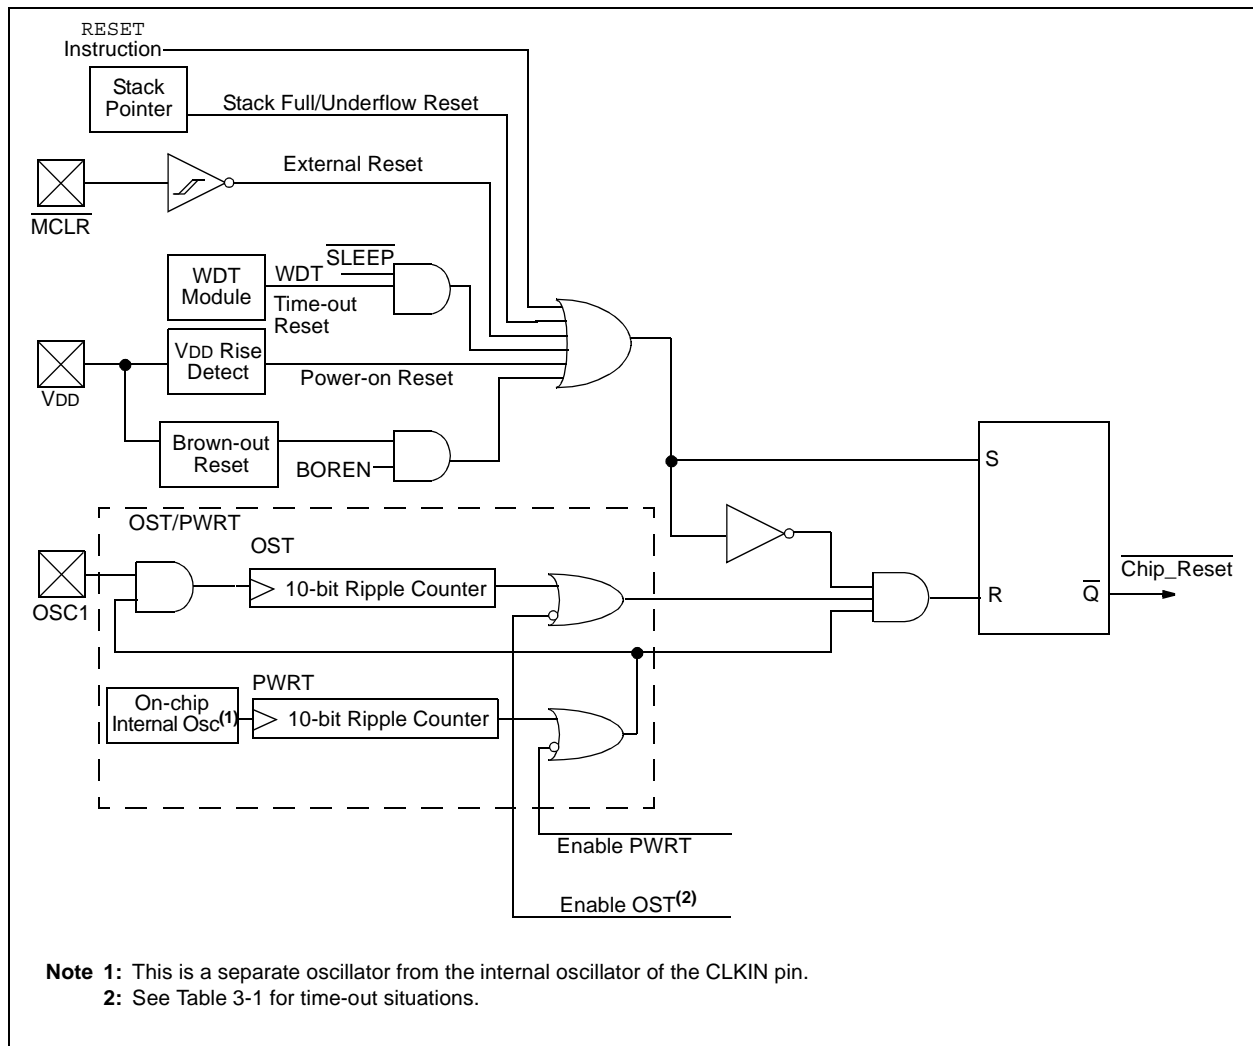 RESET
Instruction
Stack
Pointer
Stack Full/Underflow Reset
External Reset
MCLR
SLEEP
WDT
Module
WDT
Time-out
Reset
VDD Rise
Detect
Power-on Reset
VDD
Brown-out
Reset
BOREN
S
OST/PWRT
OST
10-bit Ripple Counter
OSC1
R
Q
Chip_Reset
PWRT
On-chip
Internal Osc(1)
10-bit Ripple Counter
Enable PWRT
Enable OST(2)
Note 1: This is a separate oscillator from the internal oscillator of the CLKIN pin.
2: See Table 3-1 for time-out situations.